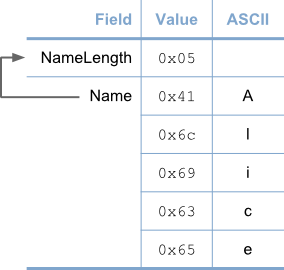 Field Value ASCII
NameLength 0x05
Name 0x41 A
0x6c l
0x69 i
0x63 c
0x65 e